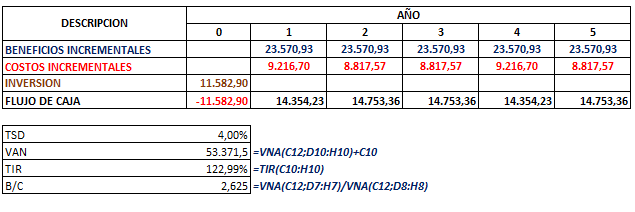 DESCRIPCION AÑO
0 1 2 3 4 5
BENEFICIOS INCREMENTALES 23.570,93 23.570,93 23.570,93 23.570,93 23.570,93
COSTOS INCREMENTALES 9.216,70 8.817,57 8.817,57 9.216,70 8.817,57
INVERSION 11.582,90
FLUJO DE CAJA -11.582,90 14.354,23 14.753,36 14.753,36 14.354,23 14.753,36
TSD 4,00%
VAN 53.371,5 =VNA(C12;D10:H10)+C10
TIR 122,99% =TIR(C10:H10)
B/C 2,625 =VNA(C12;D7:H7)/VNA(C12;D8:H8)